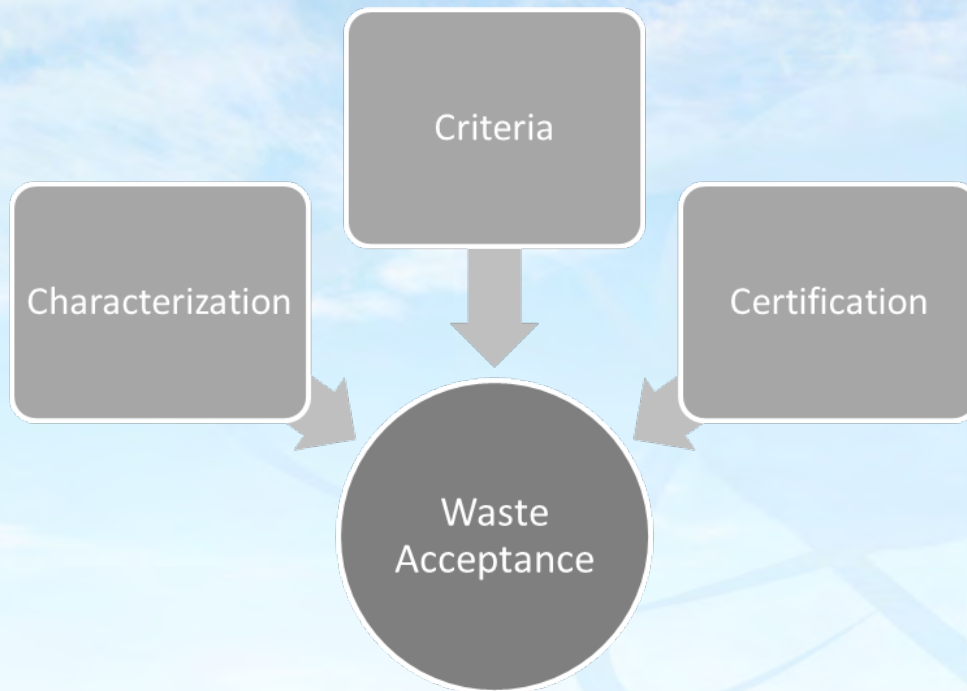 Criteria
Characterization
Certification
Waste
Acceptance